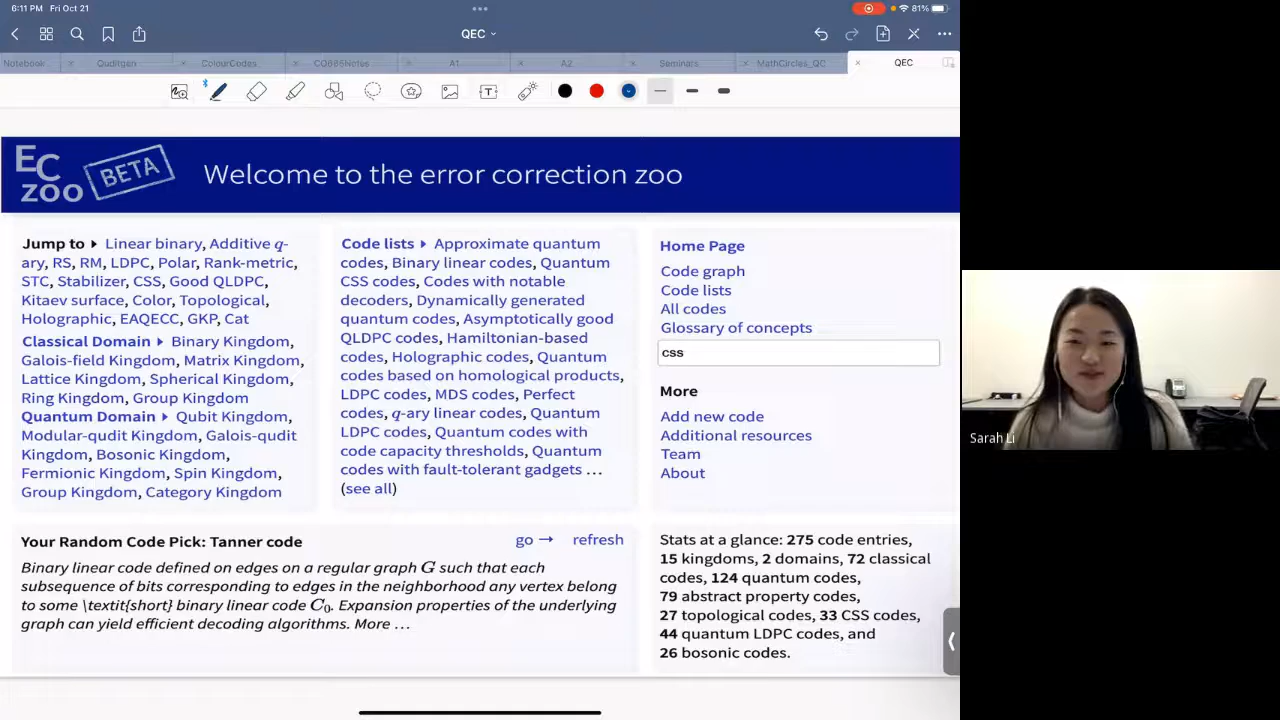 6:11 PM Fri Oct 21
81%
QEC
Notebook
Quditgen
ColourCodes
CO685Notes
A1
A2
Seminars
MathCircles_QC
QEC
EC
zoo
BETA
Welcome to the error correction zoo
Jump to ▸ Linear binary, Additive q-
ary, RS, RM, LDPC, Polar, Rank-metric,
STC, Stabilizer, CSS, Good QLDPC,
Kitaev surface, Color, Topological,
Holographic, EAQECC, GKP, Cat
Classical Domain ▸ Binary Kingdom,
Galois-field Kingdom, Matrix Kingdom,
Lattice Kingdom, Spherical Kingdom,
Ring Kingdom, Group Kingdom
Quantum Domain ▸ Qubit Kingdom,
Modular-qudit Kingdom, Galois-qudit
Kingdom, Bosonic Kingdom,
Fermionic Kingdom, Spin Kingdom,
Group Kingdom, Category Kingdom
Code lists ▸ Approximate quantum
codes, Binary linear codes, Quantum
CSS codes, Codes with notable
decoders, Dynamically generated
quantum codes, Asymptotically good
QLDPC codes, Hamiltonian-based
codes, Holographic codes, Quantum
codes based on homological products,
LDPC codes, MDS codes, Perfect
codes, q-ary linear codes, Quantum
LDPC codes, Quantum codes with
code capacity thresholds, Quantum
codes with fault-tolerant gadgets ...
(see all)
Home Page
Code graph
Code lists
All codes
Glossary of concepts
css
More
Add new code
Additional resources
Team
About
Your Random Code Pick: Tanner code
go → refresh
Binary linear code defined on edges on a regular graph G such that each
subsequence of bits corresponding to edges in the neighborhood any vertex belong
to some \textit{short} binary linear code C₀. Expansion properties of the underlying
graph can yield efficient decoding algorithms. More ...
Stats at a glance: 275 code entries,
15 kingdoms, 2 domains, 72 classical
codes, 124 quantum codes,
79 abstract property codes,
27 topological codes, 33 CSS codes,
44 quantum LDPC codes, and
26 bosonic codes.
Sarah Li